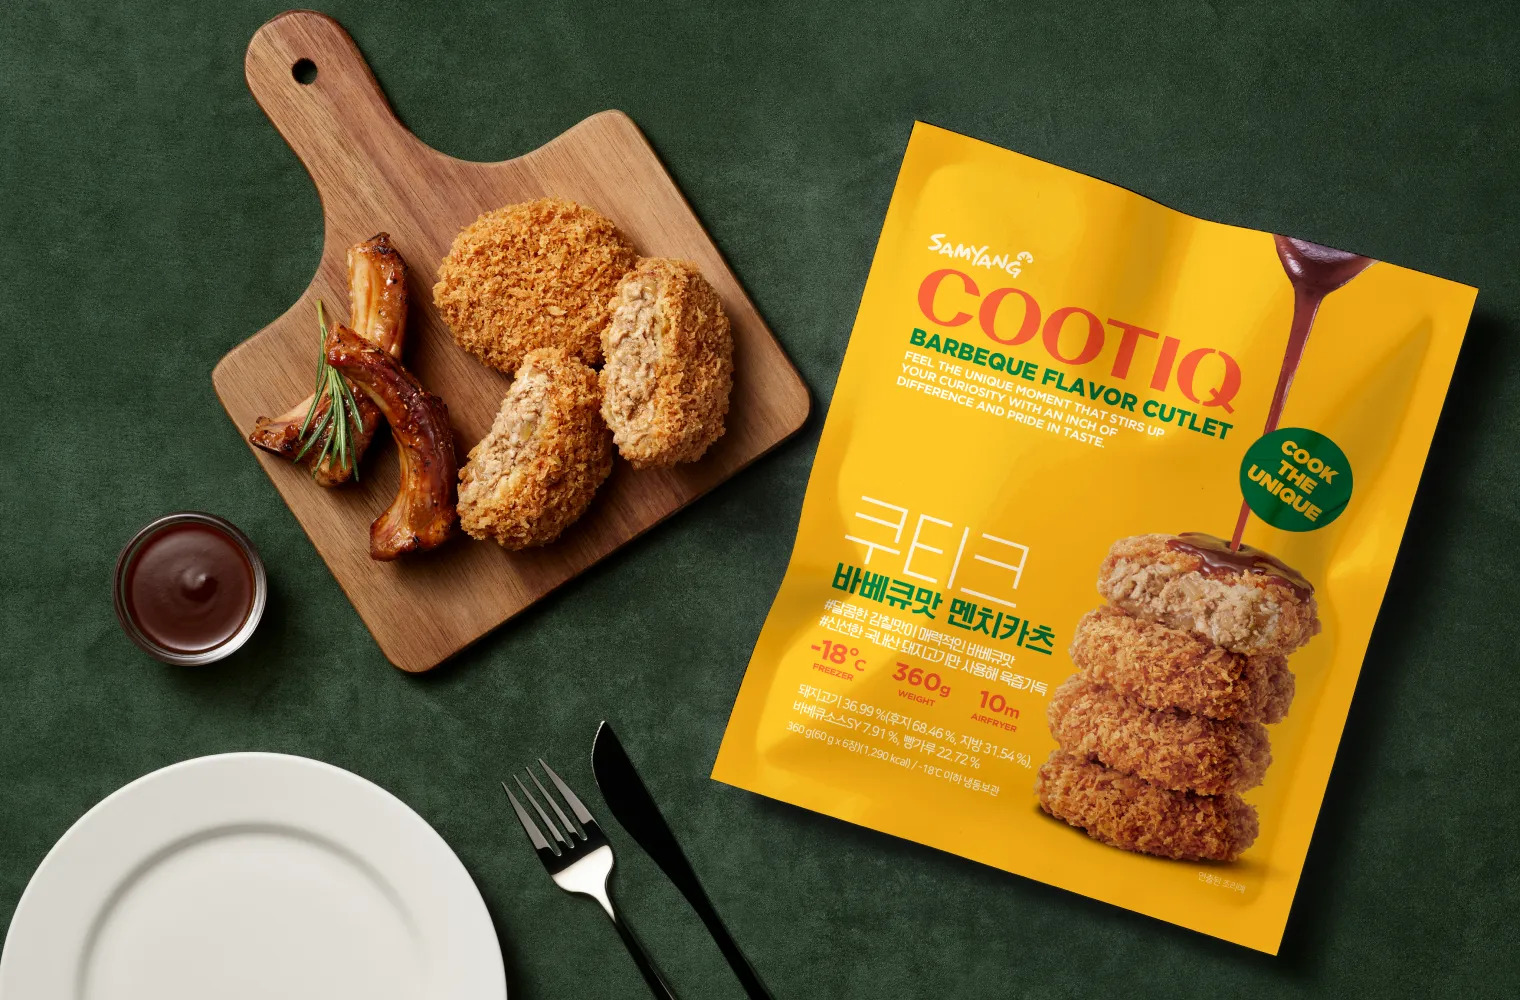 SAMYANG
COOTIQ
BARBEQUE FLAVOR CUTLET
FEEL THE UNIQUE MOMENT THAT STIRS UP
YOUR CURIOSITY WITH AN INCH OF
DIFFERENCE AND PRIDE IN TASTE.
COOK
THE
UNIQUE
쿠티크
바베큐맛 멘치카츠
#달콤한 감칠맛이 매력적인 바베큐맛
#신선한 국내산 돼지고기만 사용해 육즙가득
-18°C
FREEZER
360g
WEIGHT
10m
AIRFRYER
돼지고기 36.99 %(후지 68.46 %, 지방 31.54 %),
바베큐소스SY 7.91 %, 빵가루 22.72 %
360 g(60 g x 6장)(1,290 kcal) / -18℃ 이하 냉동보관